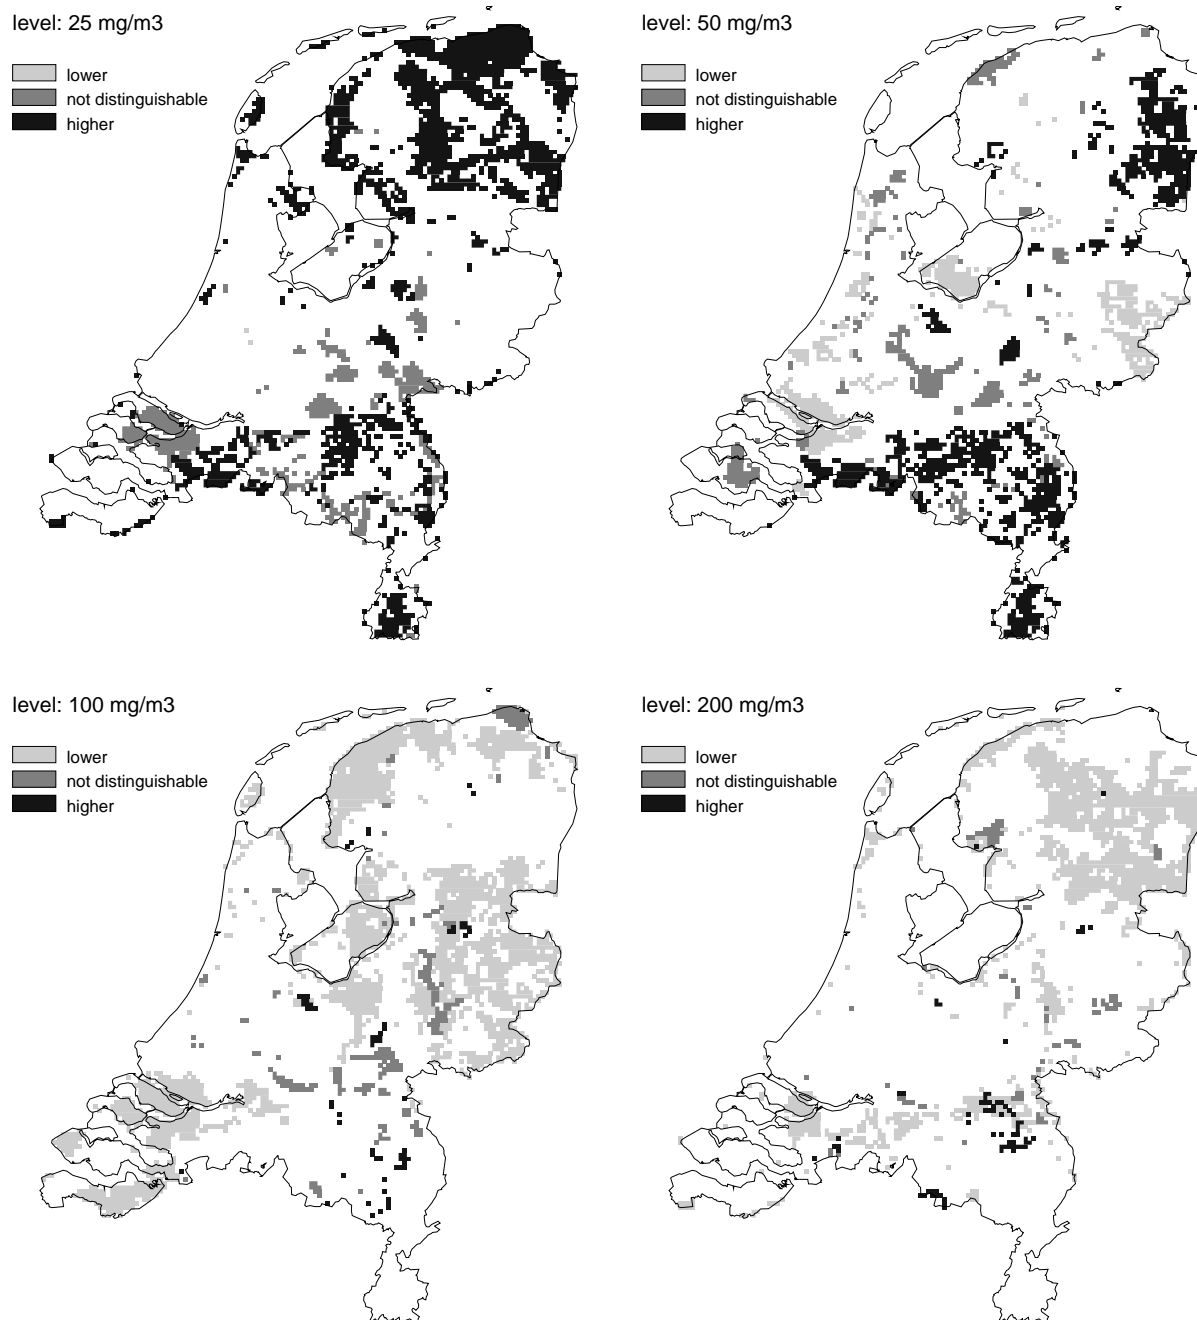 level: 25 mg/m3
lower
not distinguishable
higher
level: 50 mg/m3
lower
not distinguishable
higher
level: 100 mg/m3
lower
not distinguishable
higher
level: 200 mg/m3
lower
not distinguishable
higher